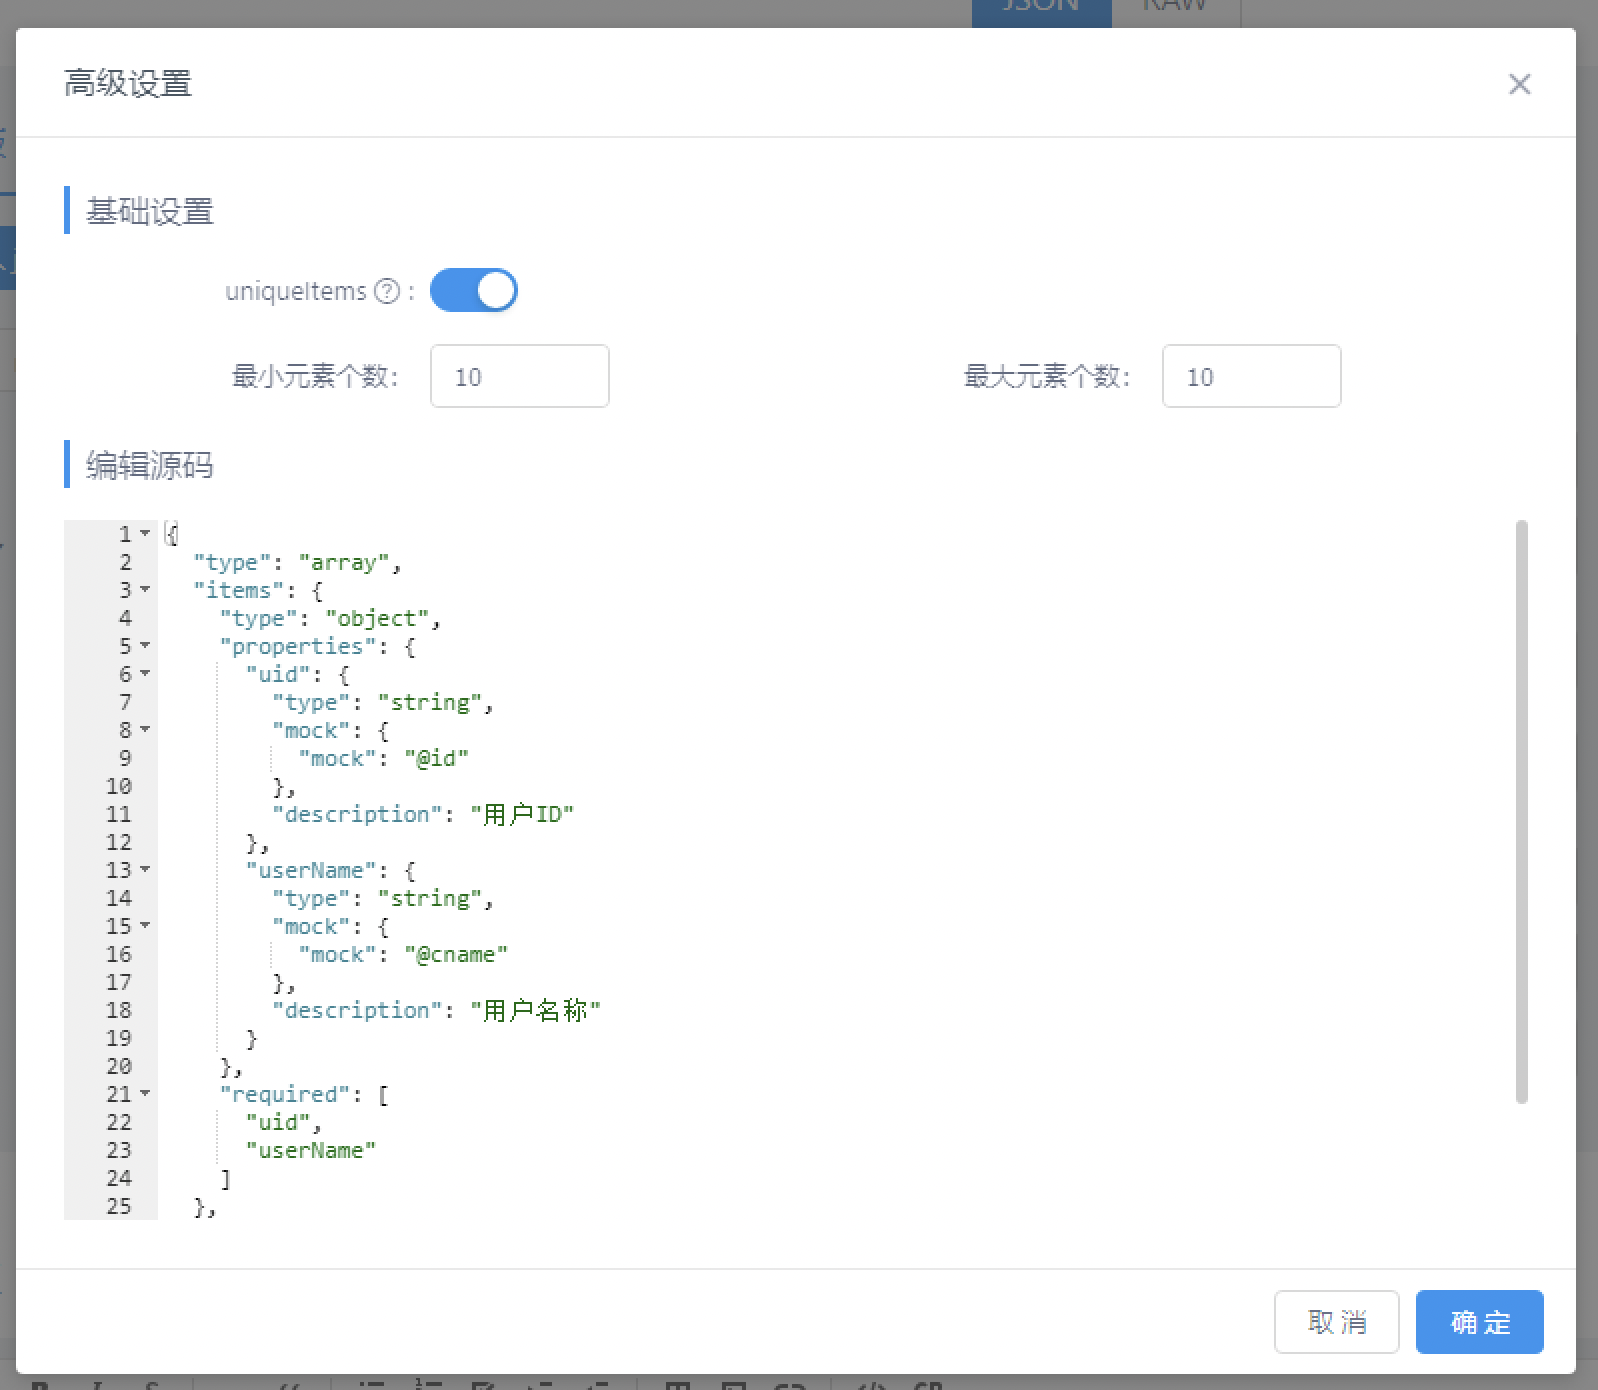 JSON RAW
高级设置
基础设置
uniqueItems ? :
最小元素个数: 10 最大元素个数: 10
编辑源码
1 {
2 "type": "array",
3 "items": {
4 "type": "object",
5 "properties": {
6 "uid": {
7 "type": "string",
8 "mock": {
9 "mock": "@id"
10 },
11 "description": "用户ID"
12 },
13 "userName": {
14 "type": "string",
15 "mock": {
16 "mock": "@cname"
17 },
18 "description": "用户名称"
19 }
20 },
21 "required": [
22 "uid",
23 "userName"
24 ]
25 },
取消 确定